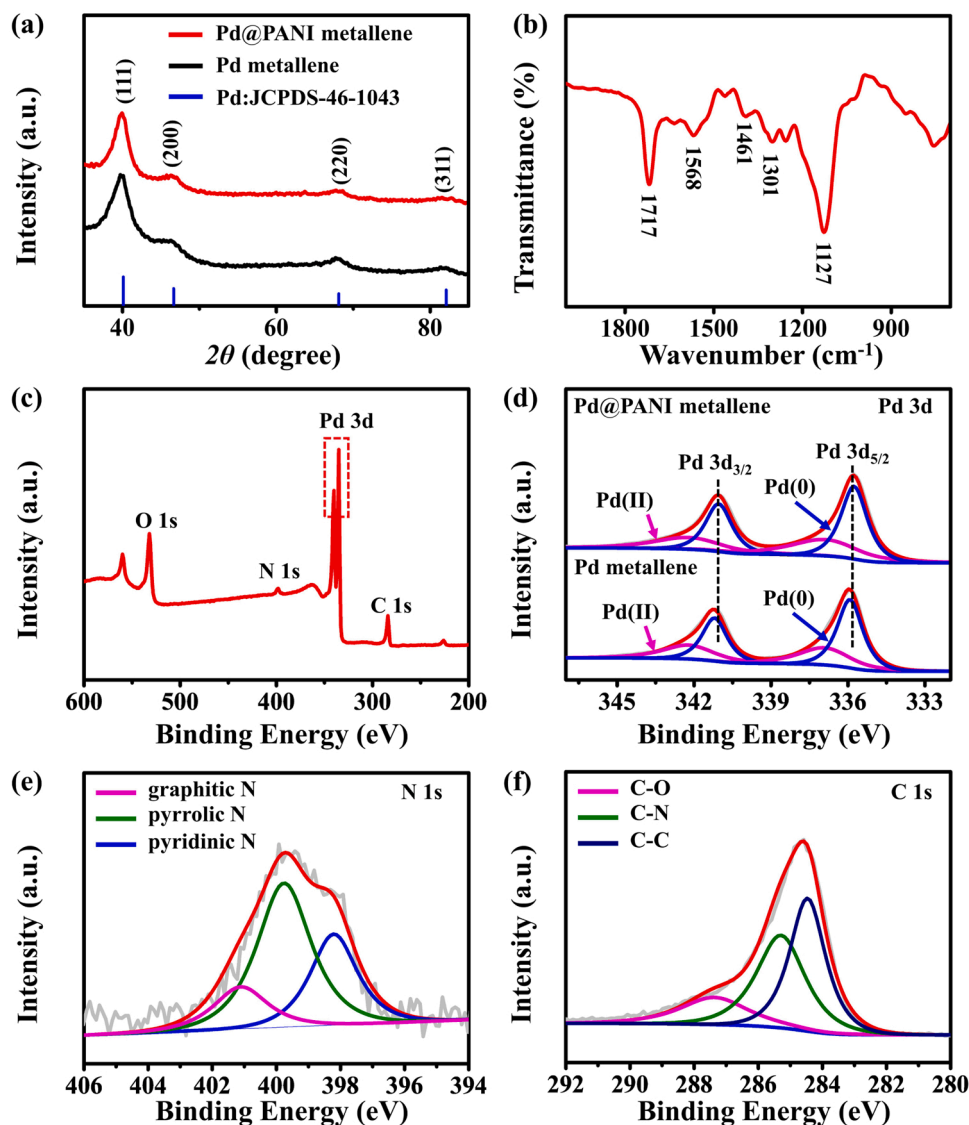 (a)
Pd@PANI metallene
Pd metallene
Pd:JCPDS-46-1043
(111)
(200)
(220)
(311)
Intensity (a.u.)
40
60
80
2θ (degree)
(b)
Transmittance (%)
1717
1568
1461
1301
1127
1800
1500
1200
900
Wavenumber (cm⁻¹)
(c)
Pd 3d
O 1s
N 1s
C 1s
Intensity (a.u.)
600
500
400
300
200
Binding Energy (eV)
(d)
Pd@PANI metallene
Pd 3d
Pd 3d₃/₂
Pd 3d₅/₂
Pd(II)
Pd(0)
Pd metallene
Pd(II)
Pd(0)
Intensity (a.u.)
345
342
339
336
333
Binding Energy (eV)
(e)
graphitic N
pyrrolic N
pyridinic N
N 1s
Intensity (a.u.)
406
404
402
400
398
396
394
Binding Energy (eV)
(f)
C-O
C-N
C-C
C 1s
Intensity (a.u.)
292
290
288
286
284
282
280
Binding Energy (eV)